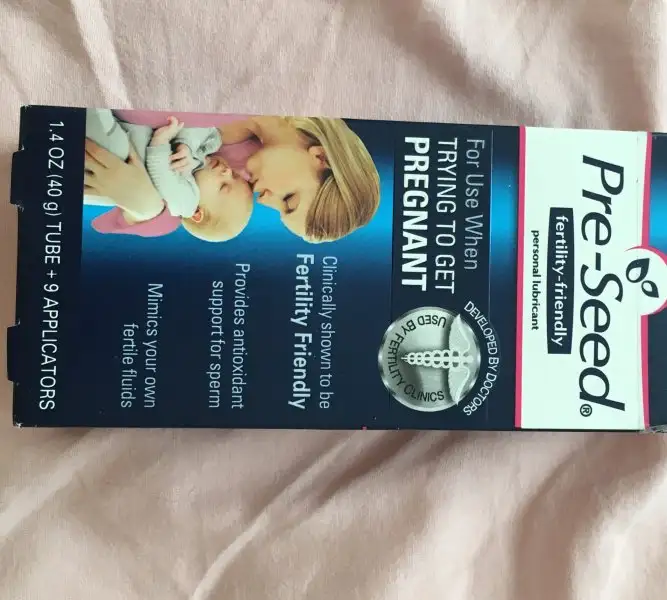 Pre-Seed®
fertility-friendly
personal lubricant
For Use When
TRYING TO GET
PREGNANT
DEVELOPED BY DOCTORS
USED BY FERTILITY CLINICS
Clinically shown to be
Fertility Friendly
Provides antioxidant
support for sperm
Mimics your own
fertile fluids
1.4 OZ (40 g) TUBE + 9 APPLICATORS